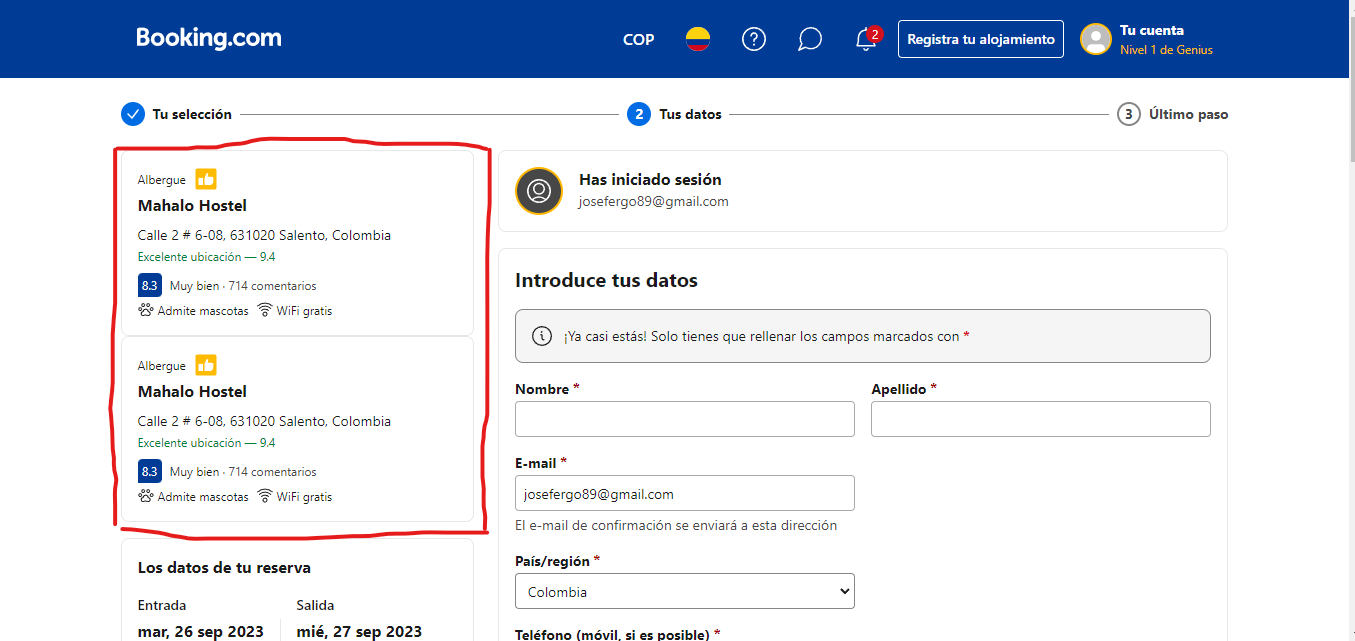 Booking.com
COP
2
Registra tu alojamiento
Tu cuenta
Nivel 1 de Genius
Tu selección
2 Tus datos
3 Último paso
Albergue
Mahalo Hostel
Calle 2 # 6-08, 631020 Salento, Colombia
Excelente ubicación — 9.4
8.3 Muy bien · 714 comentarios
Admite mascotas WiFi gratis
Albergue
Mahalo Hostel
Calle 2 # 6-08, 631020 Salento, Colombia
Excelente ubicación — 9.4
8.3 Muy bien · 714 comentarios
Admite mascotas WiFi gratis
Los datos de tu reserva
Entrada Salida
mar, 26 sep 2023 mié, 27 sep 2023
Has iniciado sesión
josefergo89@gmail.com
Introduce tus datos
¡Ya casi estás! Solo tienes que rellenar los campos marcados con *
Nombre * Apellido *
E-mail *
josefergo89@gmail.com
El e-mail de confirmación se enviará a esta dirección
País/región *
Colombia
Teléfono (móvil, si es posible) *